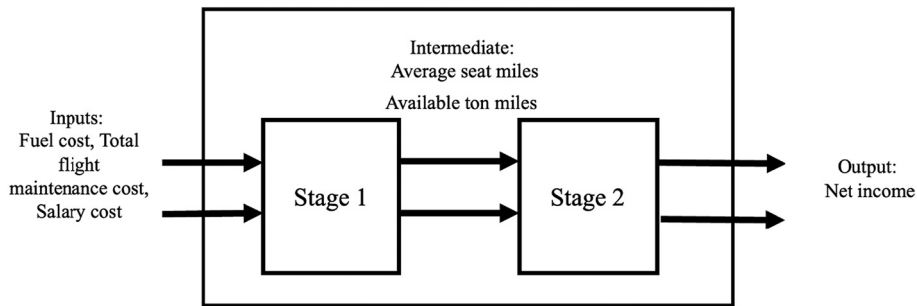 Intermediate:
Average seat miles
Available ton miles
Inputs:
Fuel cost, Total
flight
maintenance cost,
Salary cost
Stage 1
Stage 2
Output:
Net income